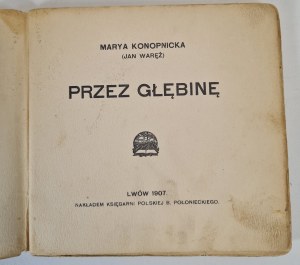 MARYA KONOPNICKA
(JAN WARĘŻ)
PRZEZ GŁĘBINĘ
LWÓW 1907.
NAKŁADEM KSIĘGARNI POLSKIEJ B. POŁONIECKIEGO.